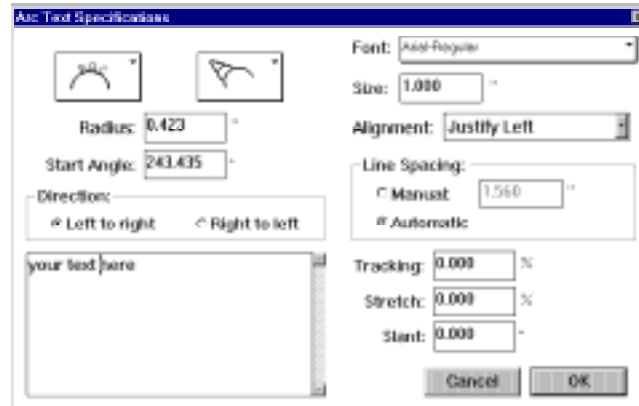 Arc Text Specifications
Radius: 0.423 "
Start Angle: 243.435 °
Direction:
Left to right Right to left
your text here
Font: Arial-Regular
Size: 1.000 "
Alignment: Justify Left
Line Spacing:
Manual: 1.560 "
Automatic
Tracking: 0.000 %
Stretch: 0.000 %
Slant: 0.000 °
Cancel OK